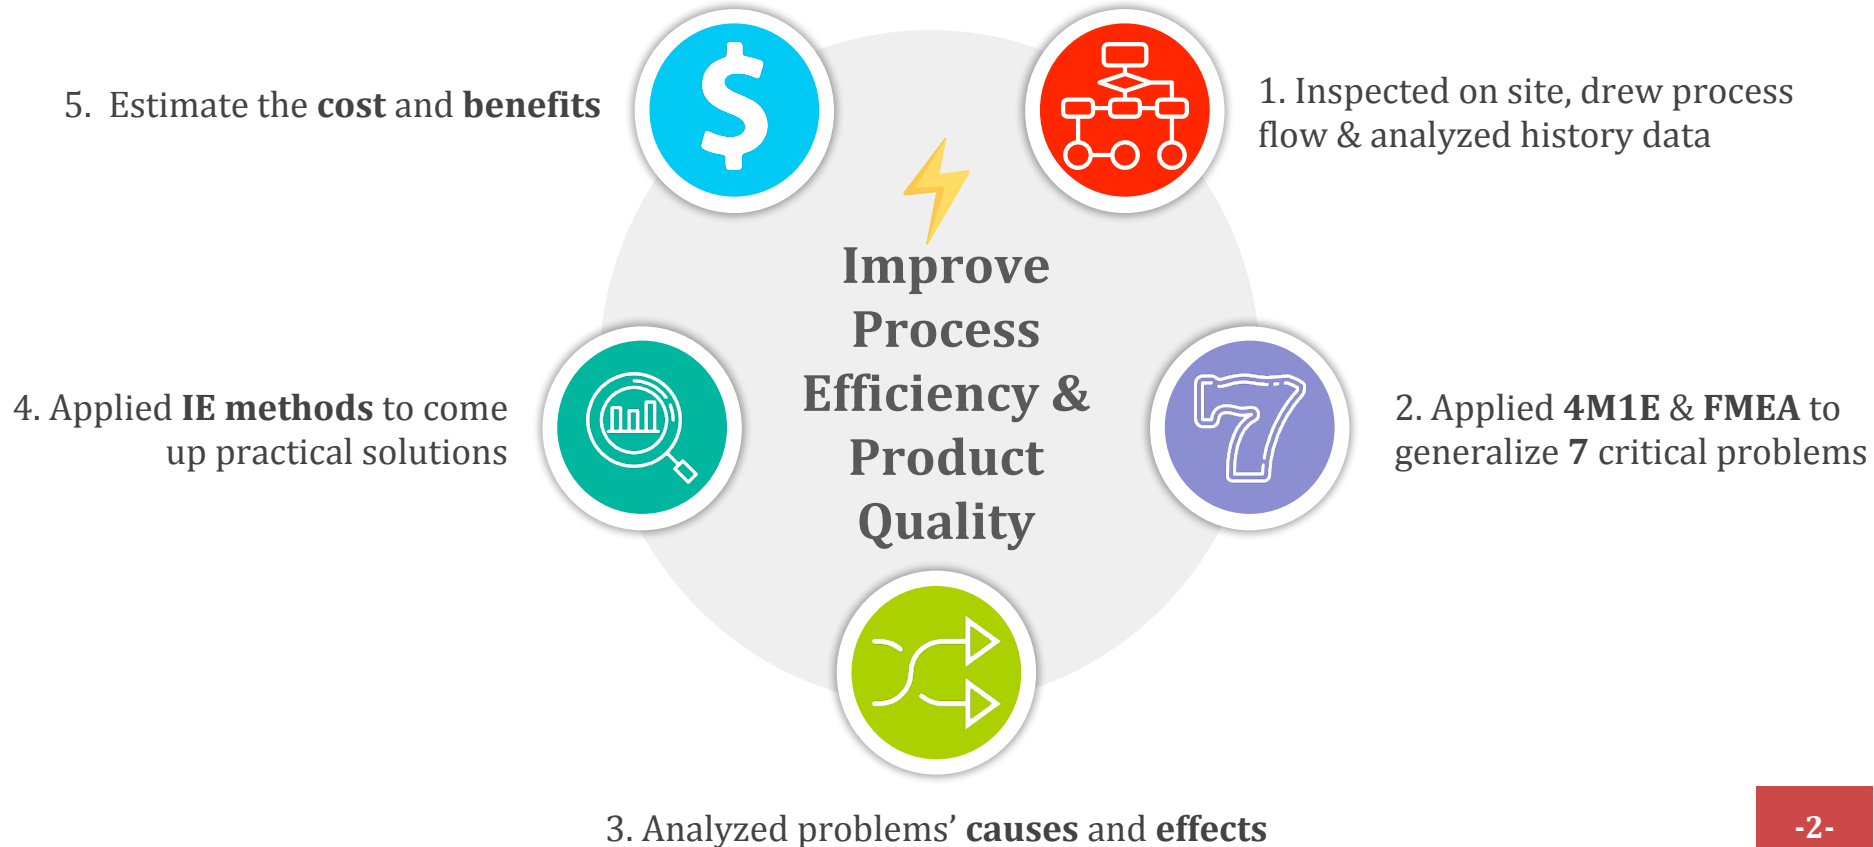 5. Estimate the cost and benefits
1. Inspected on site, drew process
flow & analyzed history data
Improve
Process
Efficiency &
Product
Quality
4. Applied IE methods to come
up practical solutions
2. Applied 4M1E & FMEA to
generalize 7 critical problems
3. Analyzed problems’ causes and effects
-2-